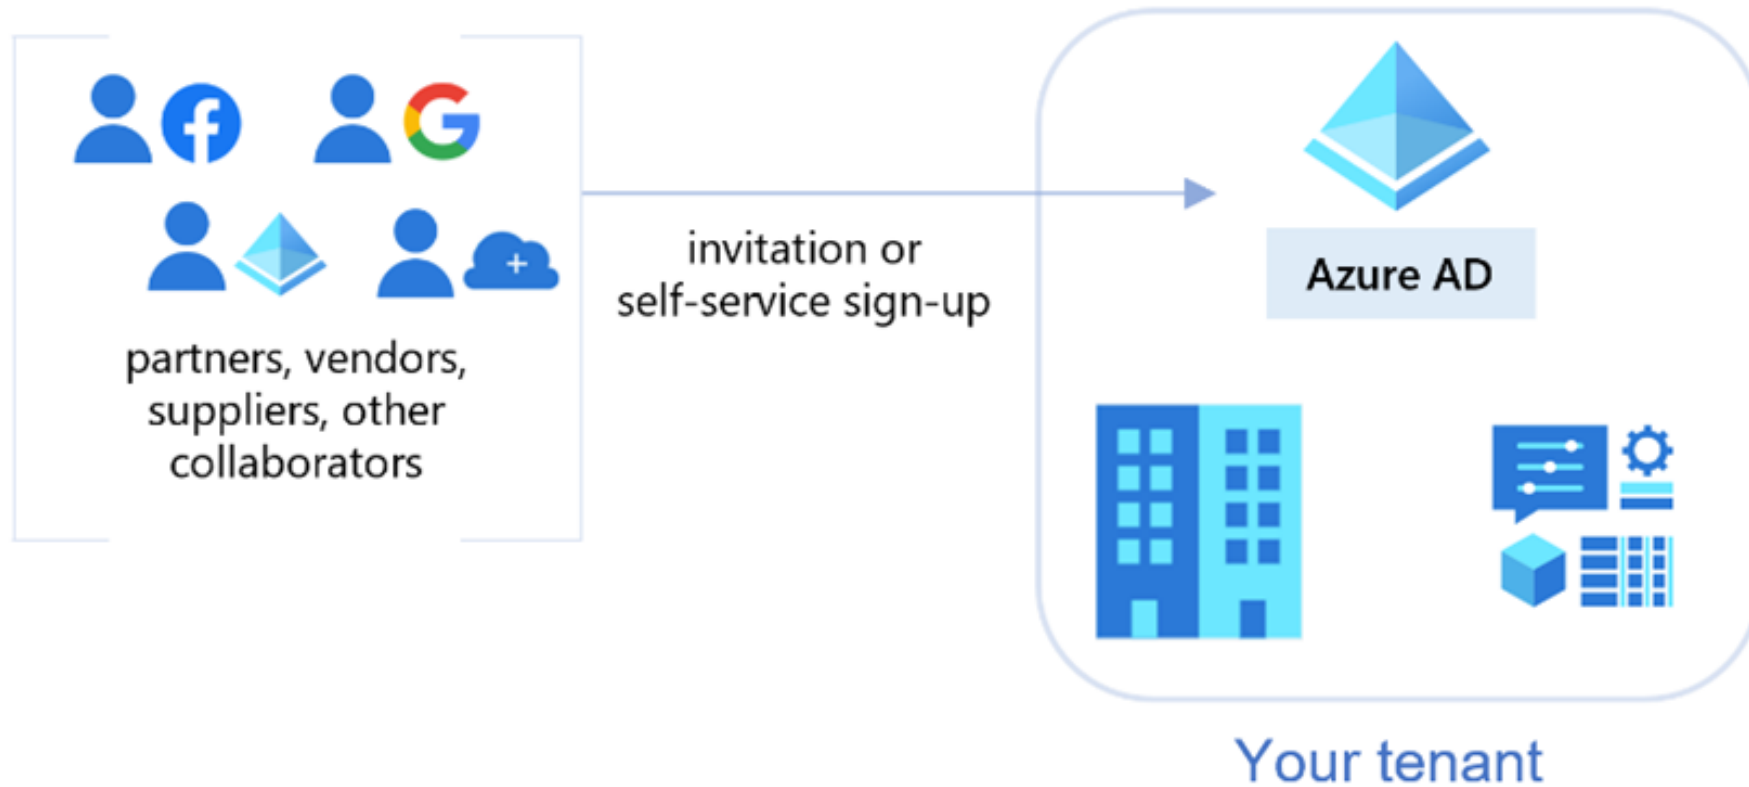 partners, vendors,
suppliers, other
collaborators
invitation or
self-service sign-up
Azure AD
Your tenant